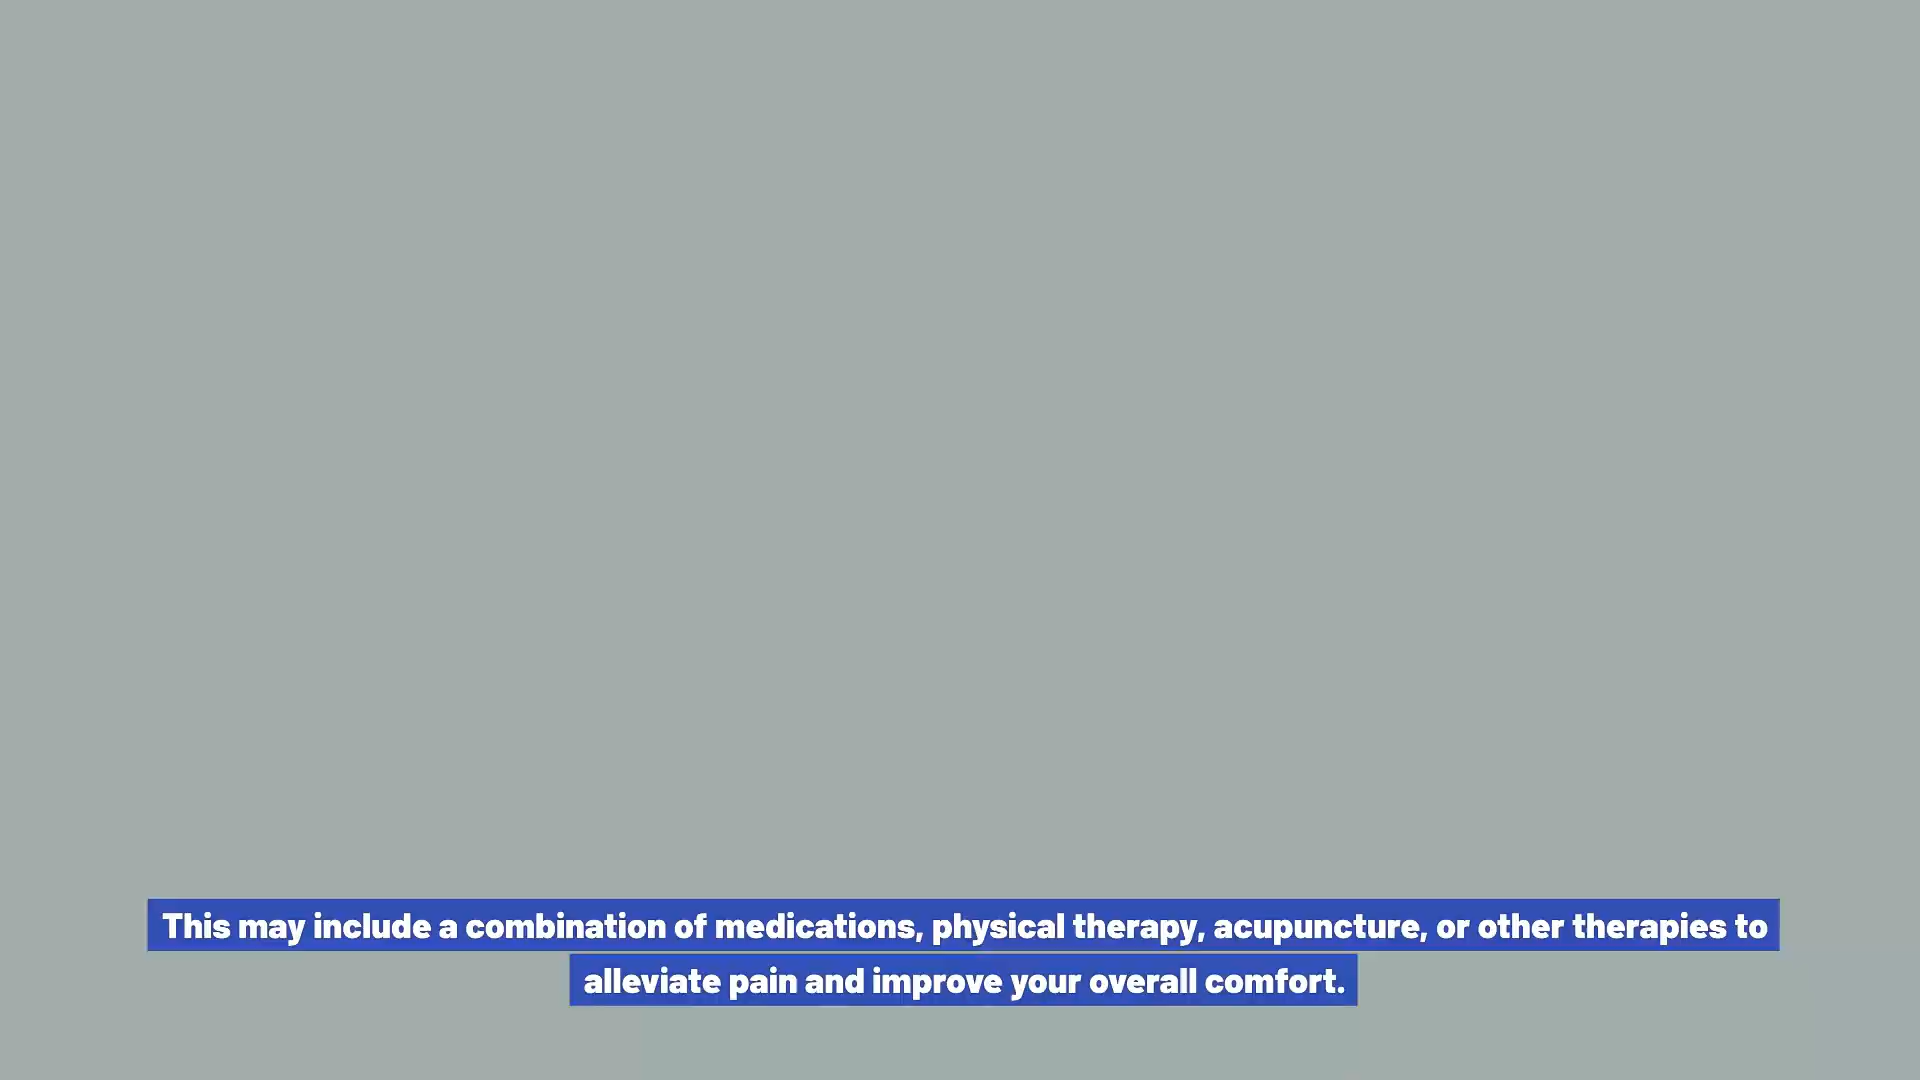 This may include a combination of medications, physical therapy, acupuncture, or other therapies to
alleviate pain and improve your overall comfort.